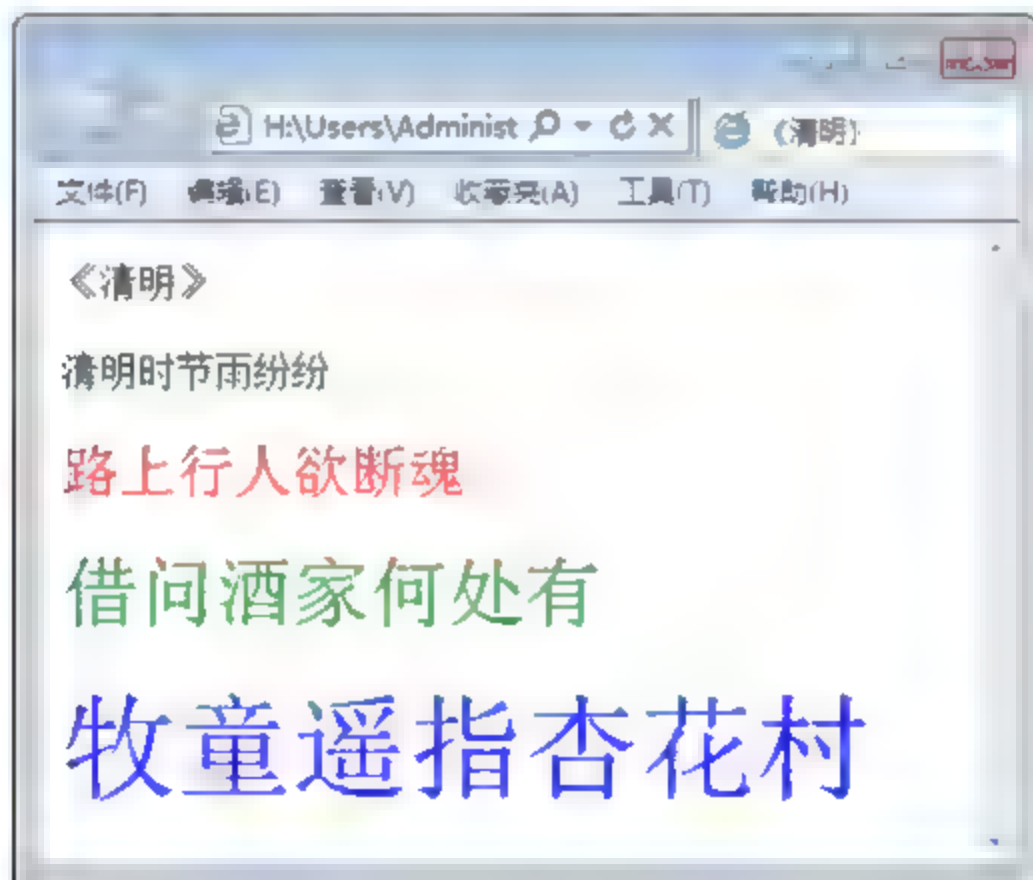 H:\Users\Administ
《清明》
文件(F) 编辑(E) 查看(V) 收藏夹(A) 工具(T) 帮助(H)
《清明》
清明时节雨纷纷
路上行人欲断魂
借问酒家何处有
牧童遥指杏花村